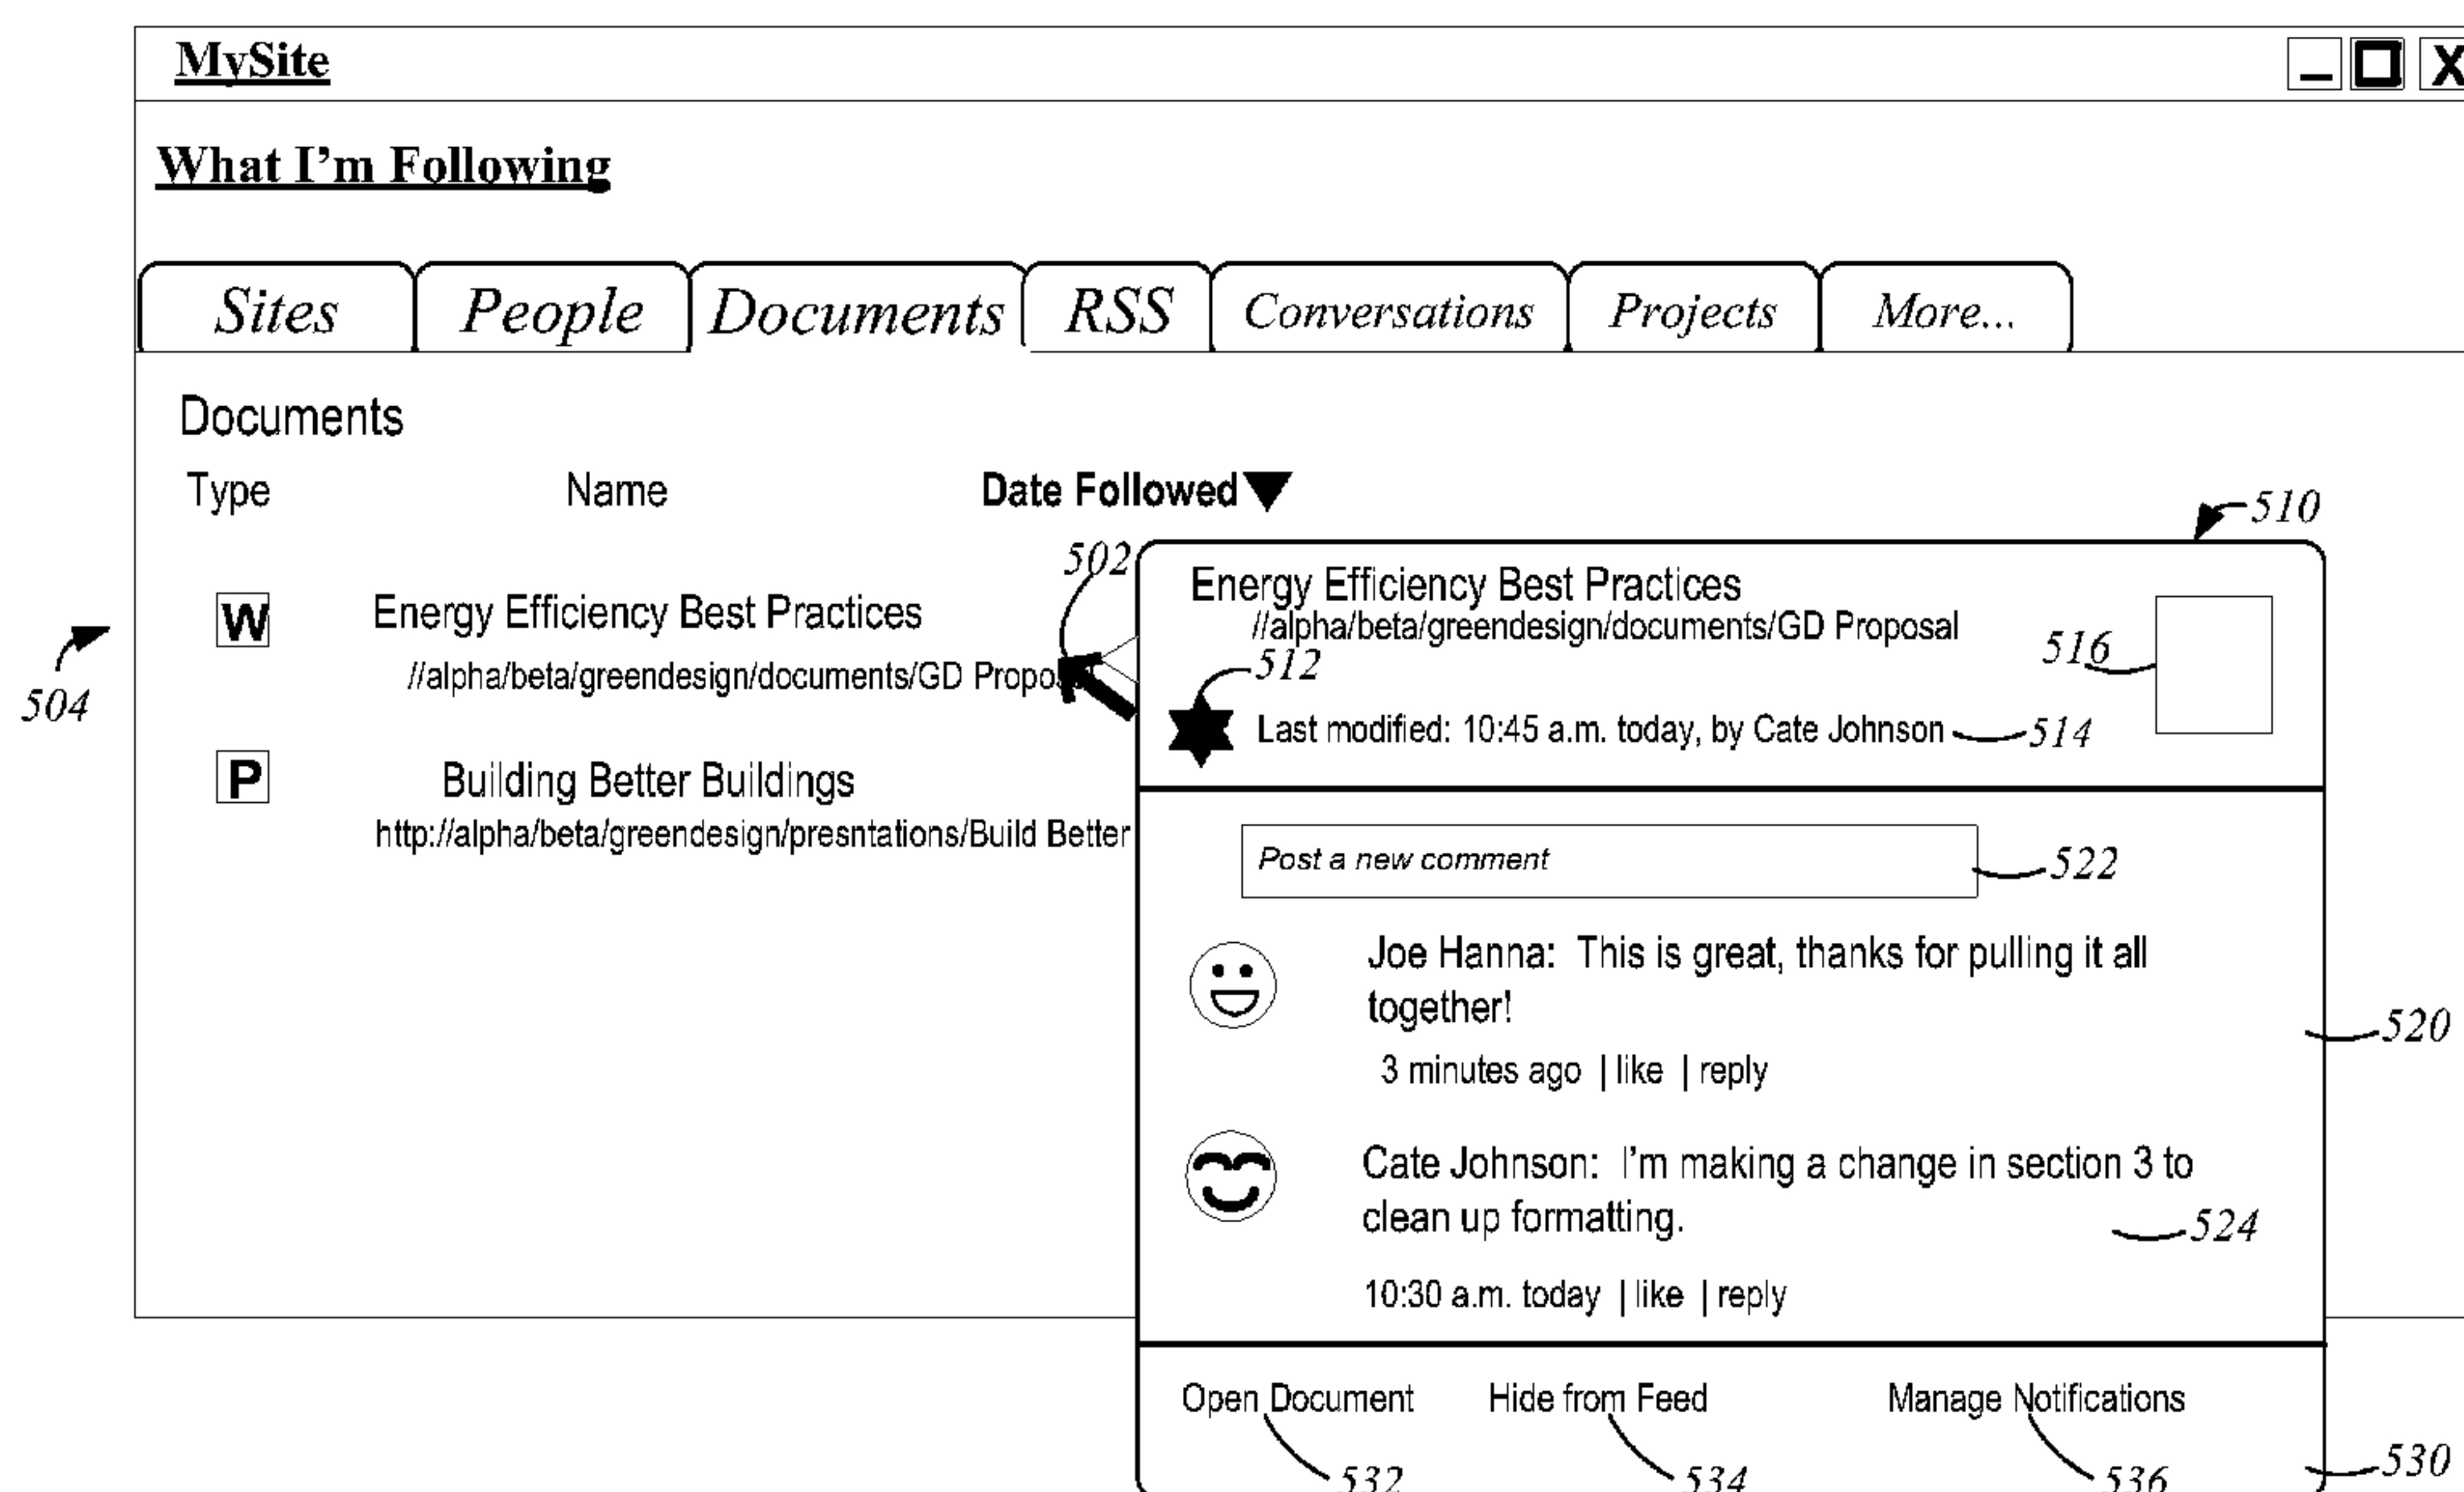 MySite
X
What I'm Following
Sites People Documents RSS Conversations Projects More...
Documents
Type Name Date Followed
510
502
504
W Energy Efficiency Best Practices
//alpha/beta/greendesign/documents/GD
P Building Better Buildings
http://alpha/beta/greendesign/presntations/Build Better
Energy Efficiency Best Practices
//alpha/beta/greendesign/documents/GD Proposal
512
516
Last modified: 10:45 a.m. today, by Cate Johnson 514
Post a new comment 522
Joe Hanna: This is great, thanks for pulling it all
together!
520
3 minutes ago | like | reply
Cate Johnson: I'm making a change in section 3 to
clean up formatting.
524
10:30 a.m. today | like | reply
Open Document Hide from Feed Manage Notifications
532 534 536 530